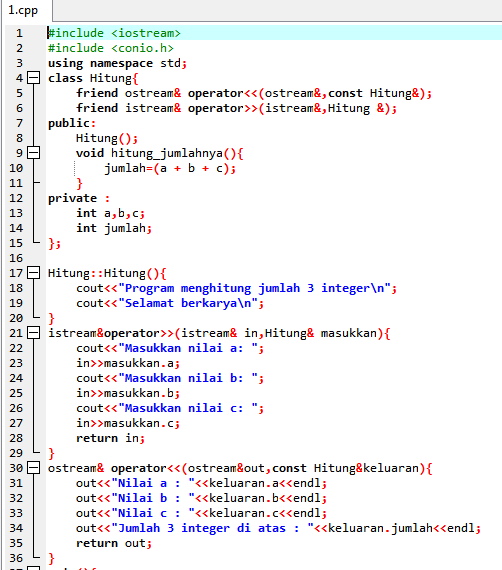 1.cpp
1 #include <iostream>
2 #include <conio.h>
3 using namespace std;
4 class Hitung{
5     friend ostream& operator<<(ostream&,const Hitung&);
6     friend istream& operator>>(istream&,Hitung &);
7 public:
8     Hitung();
9     void hitung_jumlahnya(){
10         jumlah=(a + b + c);
11     }
12 private :
13     int a,b,c;
14     int jumlah;
15 };
16
17 Hitung::Hitung(){
18     cout<<"Program menghitung jumlah 3 integer\n";
19     cout<<"Selamat berkarya\n";
20 }
21 istream&operator>>(istream& in,Hitung& masukkan){
22     cout<<"Masukkan nilai a: ";
23     in>>masukkan.a;
24     cout<<"Masukkan nilai b: ";
25     in>>masukkan.b;
26     cout<<"Masukkan nilai c: ";
27     in>>masukkan.c;
28     return in;
29 }
30 ostream& operator<<(ostream&out,const Hitung&keluaran){
31     out<<"Nilai a : "<<keluaran.a<<endl;
32     out<<"Nilai b : "<<keluaran.b<<endl;
33     out<<"Nilai c : "<<keluaran.c<<endl;
34     out<<"Jumlah 3 integer di atas : "<<keluaran.jumlah<<endl;
35     return out;
36 }